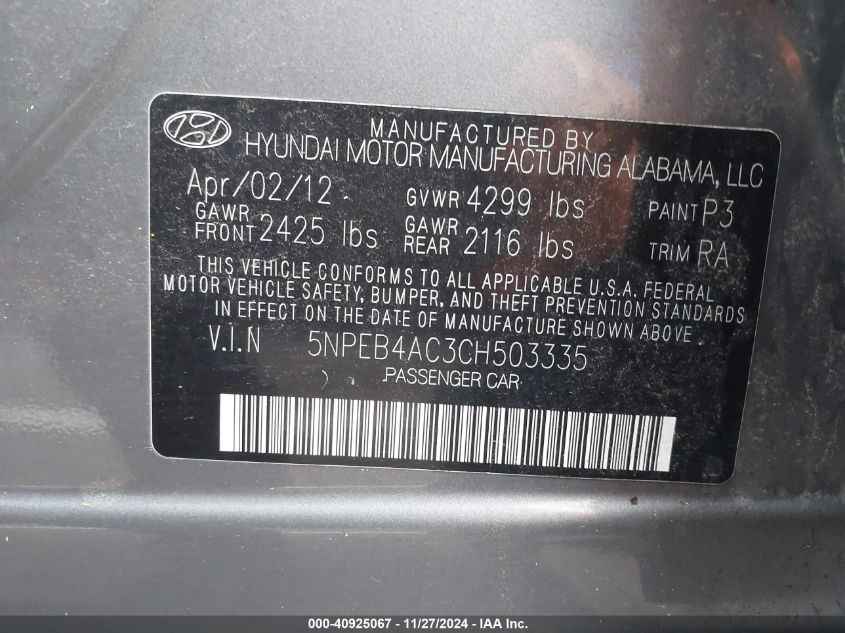 MANUFACTURED BY
HYUNDAI MOTOR MANUFACTURING ALABAMA, LLC
Apr/02/12 GVWR 4299 lbs PAINT P3
GAWR FRONT 2425 lbs GAWR REAR 2116 lbs TRIM RA
THIS VEHICLE CONFORMS TO ALL APPLICABLE U.S.A. FEDERAL
MOTOR VEHICLE SAFETY, BUMPER, AND THEFT PREVENTION STANDARDS
IN EFFECT ON THE DATE OF MANUFACTURE SHOWN ABOVE.
V.I.N 5NPEB4AC3CH503335
PASSENGER CAR
000-40925067 - 11/27/2024 - © IAA, Inc.